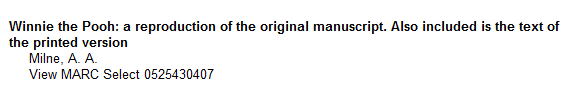 Winnie the Pooh: a reproduction of the original manuscript. Also included is the text of
the printed version
Milne, A. A.
View MARC Select 0525430407